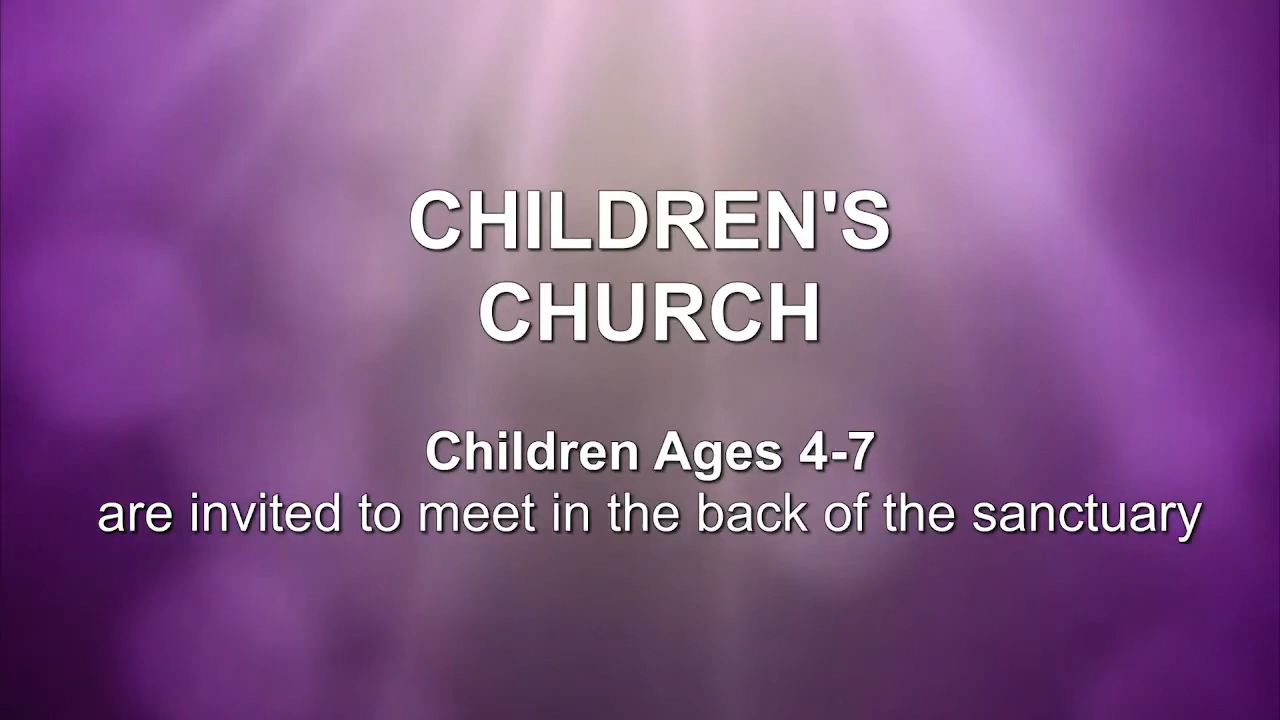 CHILDREN'S
CHURCH
Children Ages 4-7
are invited to meet in the back of the sanctuary